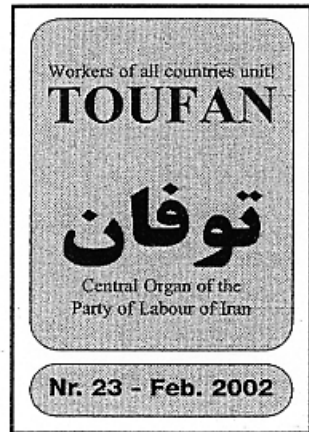 Workers of all countries unit!
TOUFAN
توفان
Central Organ of the
Party of Labour of Iran
Nr. 23 - Feb. 2002